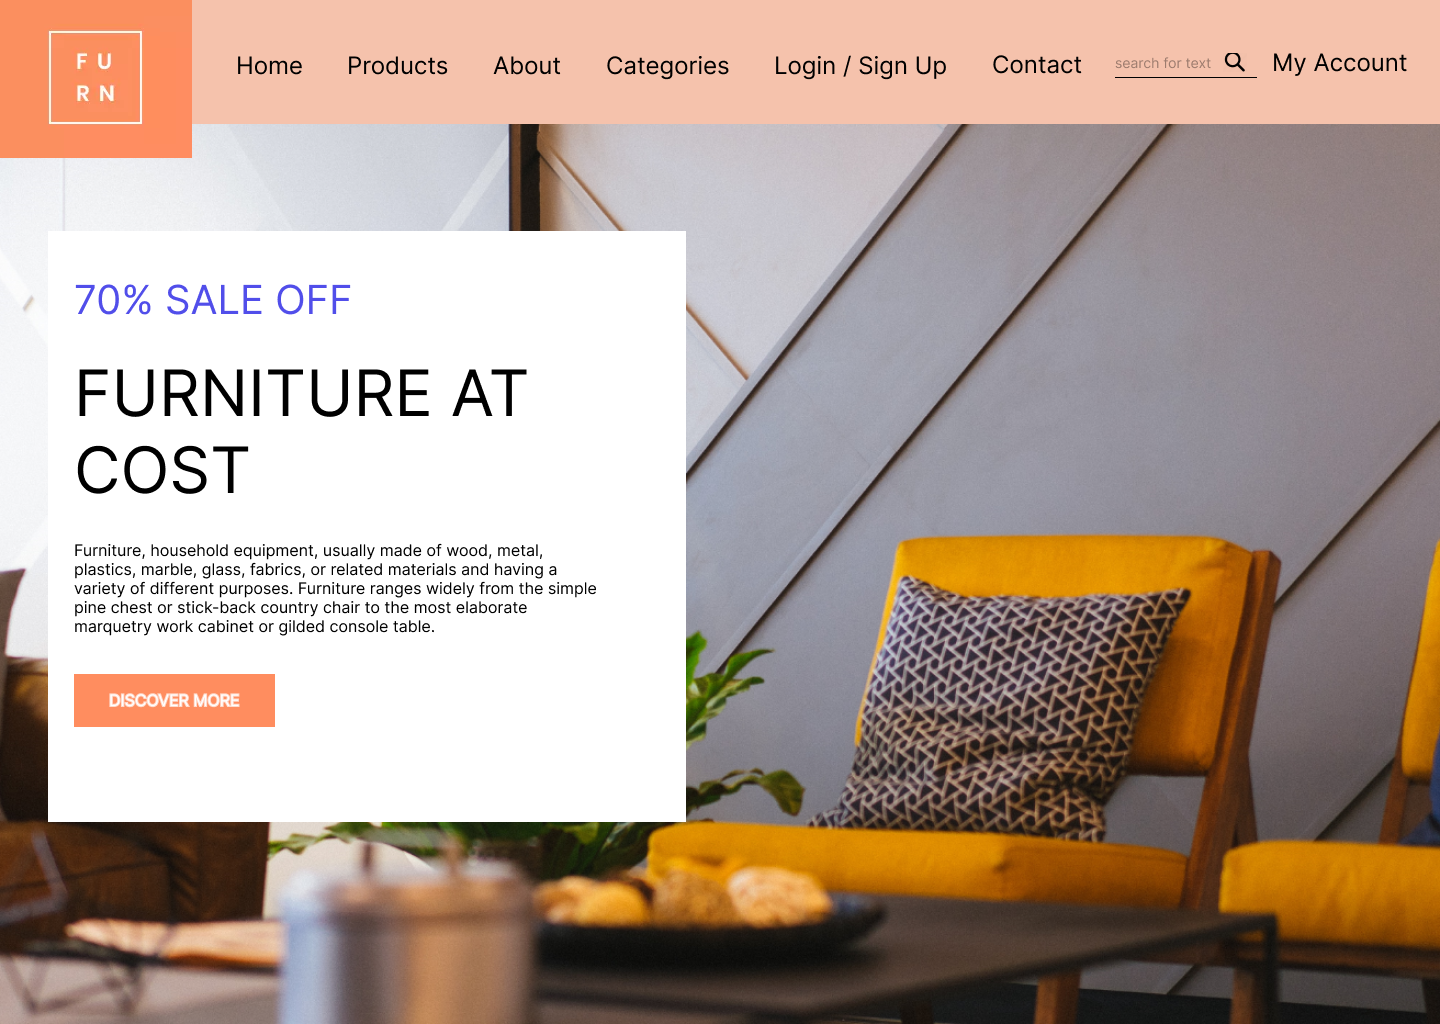 F U
R N
Home Products About Categories Login / Sign Up Contact search for text My Account
70% SALE OFF
FURNITURE AT
COST
Furniture, household equipment, usually made of wood, metal,
plastics, marble, glass, fabrics, or related materials and having a
variety of different purposes. Furniture ranges widely from the simple
pine chest or stick-back country chair to the most elaborate
marquetry work cabinet or gilded console table.
DISCOVER MORE